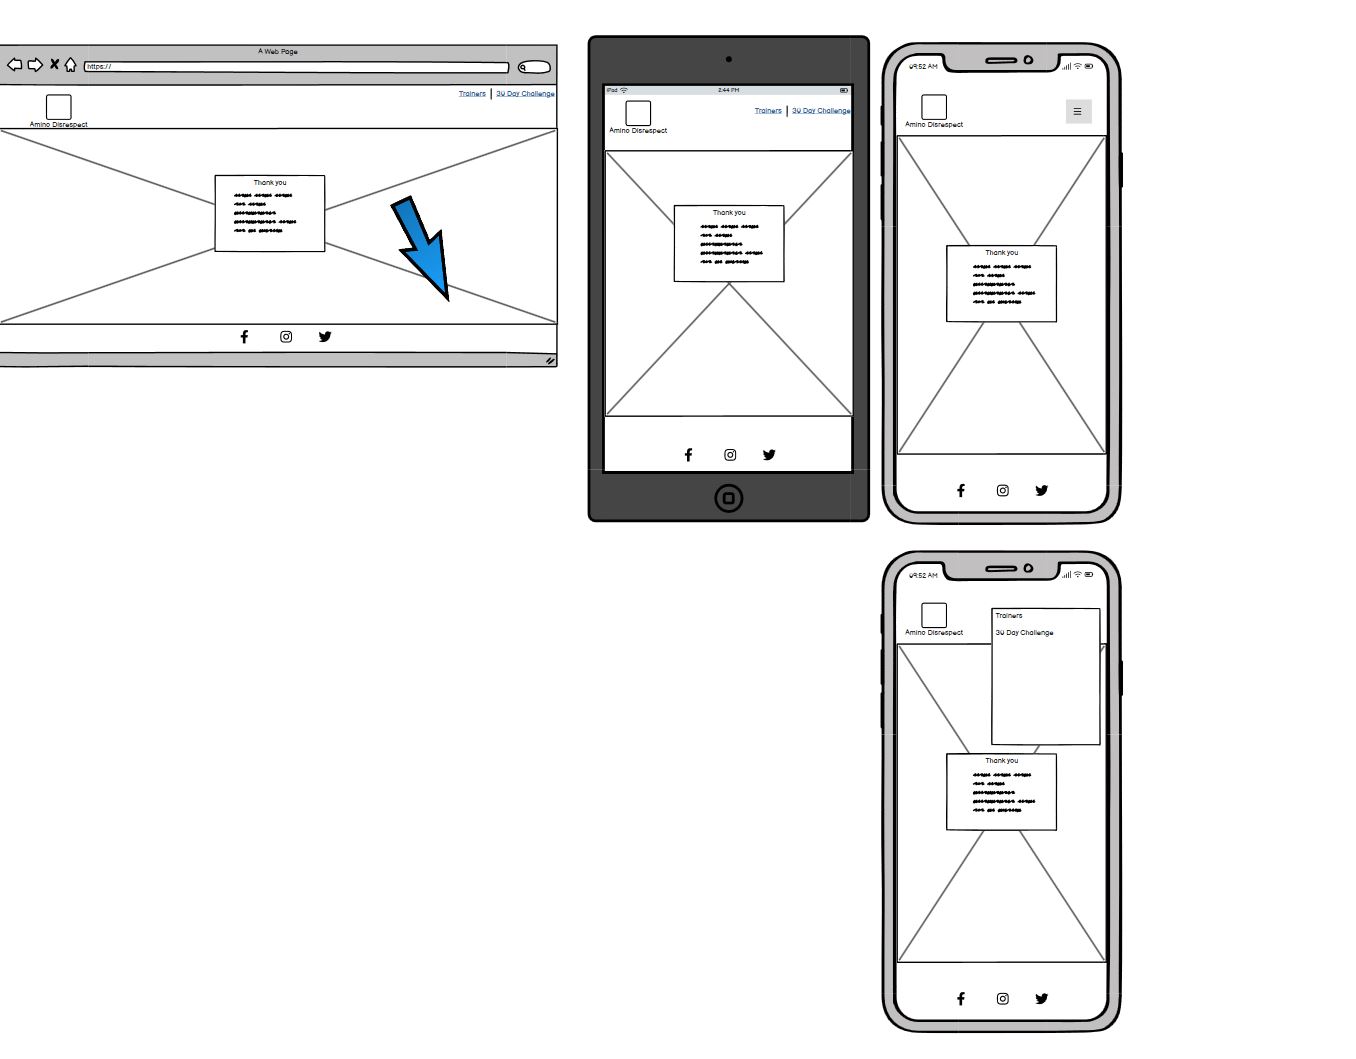 A Web Page
https://
Trainers
30 Day Challenge
Amino Disrespect
Thank you
iPad
2:44 PM
Trainers
30 Day Challenge
Amino Disrespect
Thank you
09:52 AM
Amino Disrespect
Thank you
09:52 AM
Trainers
30 Day Challenge
Amino Disrespect
Thank you